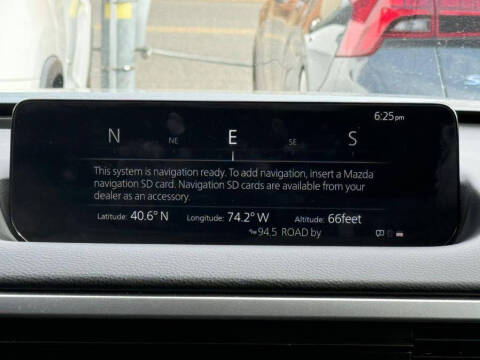 6:25pm
N NE E SE S
This system is navigation ready. To add navigation, insert a Mazda
navigation SD card. Navigation SD cards are available from your
dealer as an accessory.
Latitude: 40.6° N Longitude: 74.2° W Altitude: 66feet
94.5 ROAD by